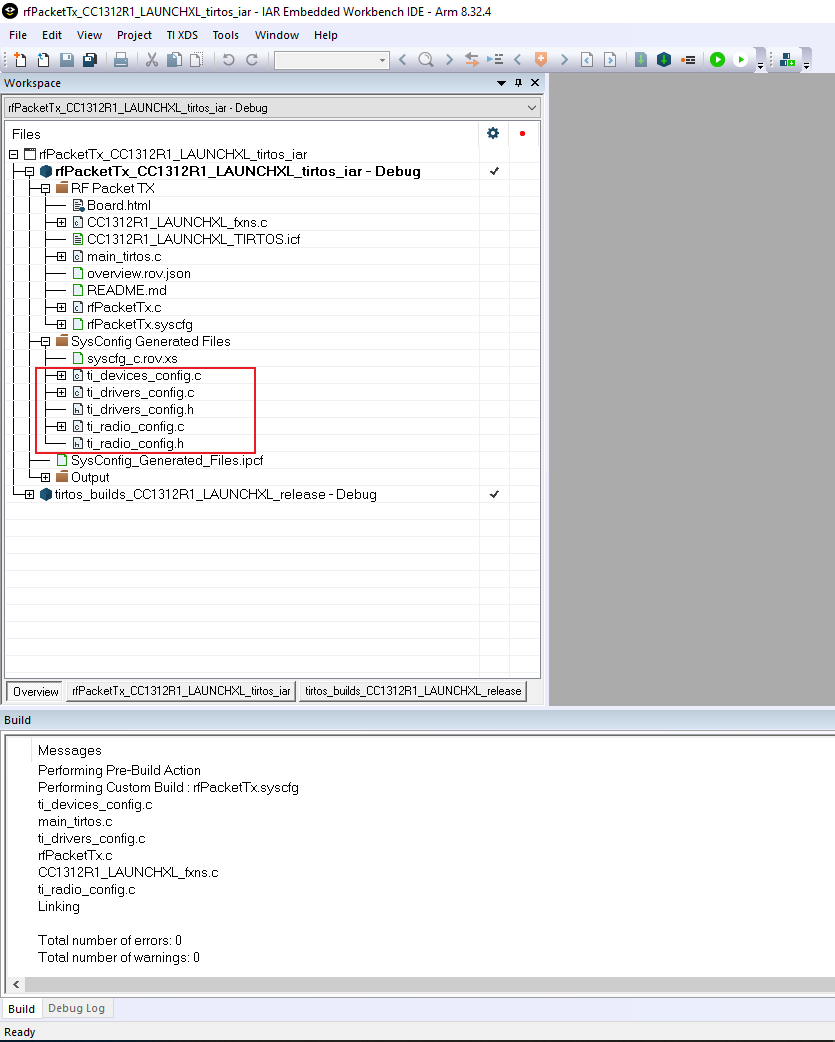 rfPacketTx_CC1312R1_LAUNCHXL_tirtos_iar - IAR Embedded Workbench IDE - Arm 8.32.4
File Edit View Project TI XDS Tools Window Help
Workspace
rfPacketTx_CC1312R1_LAUNCHXL_tirtos_iar - Debug
Files
rfPacketTx_CC1312R1_LAUNCHXL_tirtos_iar
rfPacketTx_CC1312R1_LAUNCHXL_tirtos_iar - Debug
RF Packet TX
Board.html
CC1312R1_LAUNCHXL_fxns.c
CC1312R1_LAUNCHXL_TIRTOS.icf
main_tirtos.c
overview.rov.json
README.md
rfPacketTx.c
rfPacketTx.syscfg
SysConfig Generated Files
syscfg_c.rov.xs
ti_devices_config.c
ti_drivers_config.c
ti_drivers_config.h
ti_radio_config.c
ti_radio_config.h
SysConfig_Generated_Files.ipcf
Output
tirtos_builds_CC1312R1_LAUNCHXL_release - Debug
Overview rfPacketTx_CC1312R1_LAUNCHXL_tirtos_iar tirtos_builds_CC1312R1_LAUNCHXL_release
Build
Messages
Performing Pre-Build Action
Performing Custom Build : rfPacketTx.syscfg
ti_devices_config.c
main_tirtos.c
ti_drivers_config.c
rfPacketTx.c
CC1312R1_LAUNCHXL_fxns.c
ti_radio_config.c
Linking
Total number of errors: 0
Total number of warnings: 0
Build Debug Log
Ready